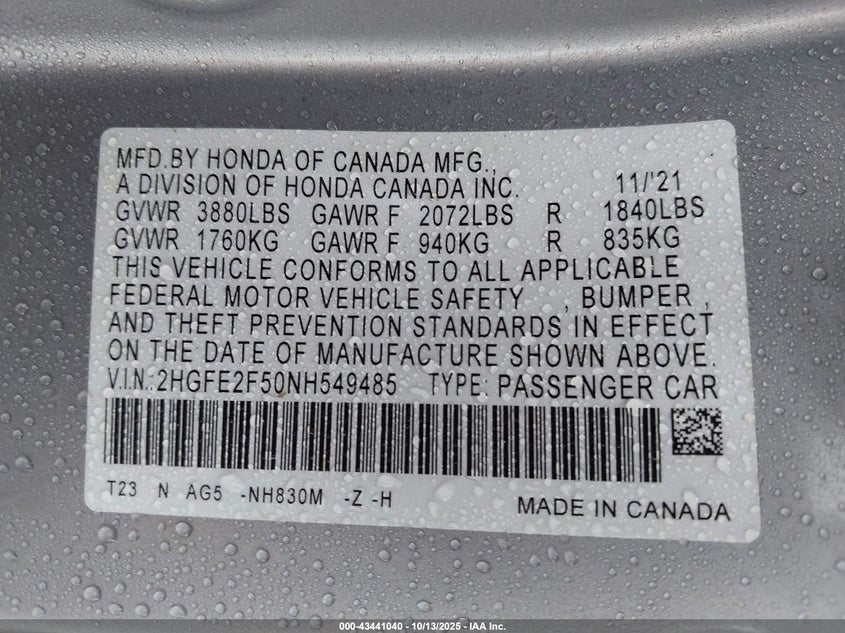 MFD.BY HONDA OF CANADA MFG.,
A DIVISION OF HONDA CANADA INC. 11/'21
GVWR 3880LBS GAWR F 2072LBS R 1840LBS
GVWR 1760KG GAWR F 940KG R 835KG
THIS VEHICLE CONFORMS TO ALL APPLICABLE
FEDERAL MOTOR VEHICLE SAFETY , BUMPER ,
AND THEFT PREVENTION STANDARDS IN EFFECT
ON THE DATE OF MANUFACTURE SHOWN ABOVE.
V.I.N.:2HGFE2F50NH549485 TYPE: PASSENGER CAR
T23 N AG5 -NH830M -Z -H
MADE IN CANADA
000-43441040 - 10/13/2025 - IAA Inc.